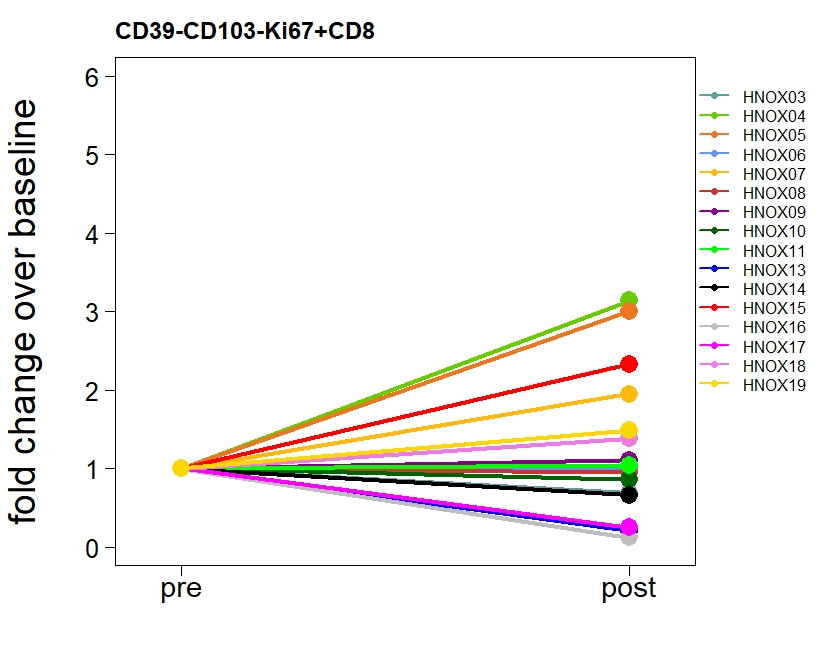 CD39-CD103-Ki67+CD8
fold change over baseline
6
5
4
3
2
1
0
pre
post
HNOX03
HNOX04
HNOX05
HNOX06
HNOX07
HNOX08
HNOX09
HNOX10
HNOX11
HNOX13
HNOX14
HNOX15
HNOX16
HNOX17
HNOX18
HNOX19